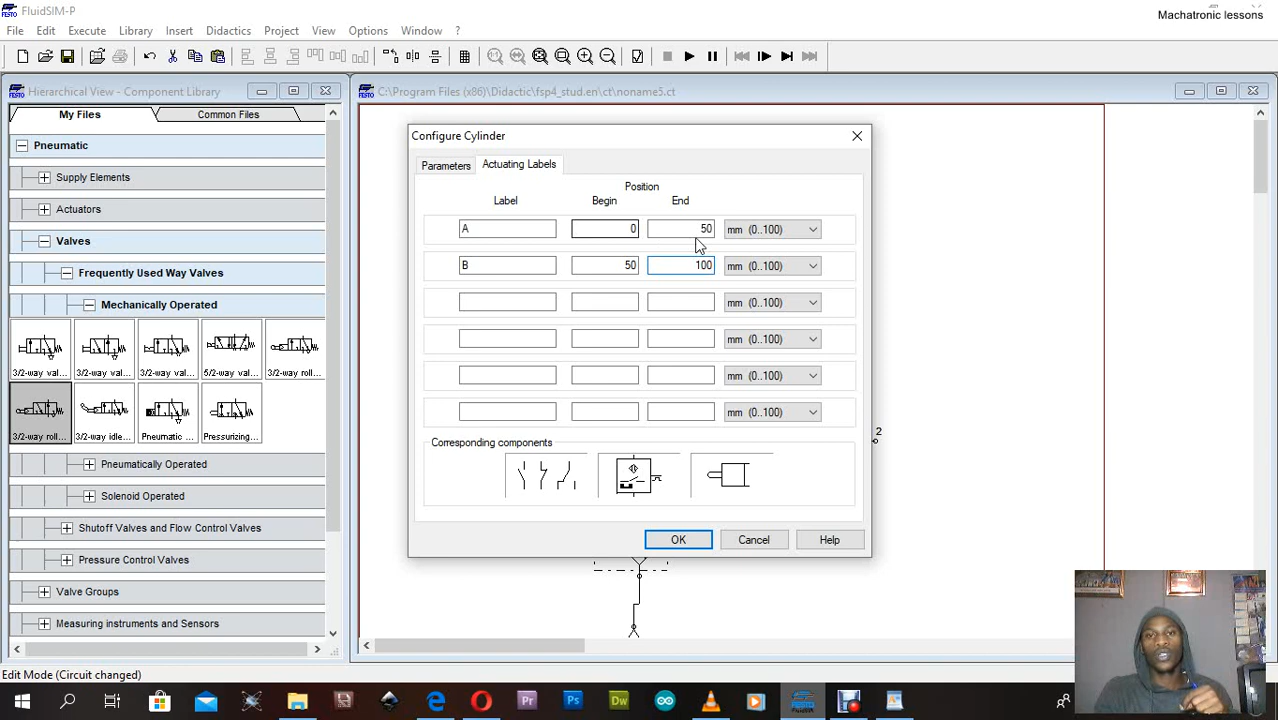 FluidSIM-P
Machatronic lessons
File Edit Execute Library Insert Didactics Project View Options Window ?
Hierarchical View - Component Library
C:\Program Files (x86)\Didactic\fsp4_stud.en\ct\noname5.ct
My Files
Common Files
Pneumatic
Supply Elements
Actuators
Valves
Frequently Used Way Valves
Mechanically Operated
3/2-way val... 3/2-way val... 3/2-way val... 5/2-way val... 3/2-way roll...
3/2-way roll... 3/2-way idle... Pneumatic ... Pressurizing...
Pneumatically Operated
Solenoid Operated
Shutoff Valves and Flow Control Valves
Pressure Control Valves
Valve Groups
Measuring instruments and Sensors
Configure Cylinder
Parameters
Actuating Labels
Position
Label Begin End
A 0 50 mm (0..100)
B 50 100 mm (0..100)
mm (0..100)
mm (0..100)
mm (0..100)
mm (0..100)
Corresponding components
OK Cancel Help
2
Edit Mode (Circuit changed)
Pr Ps Dw